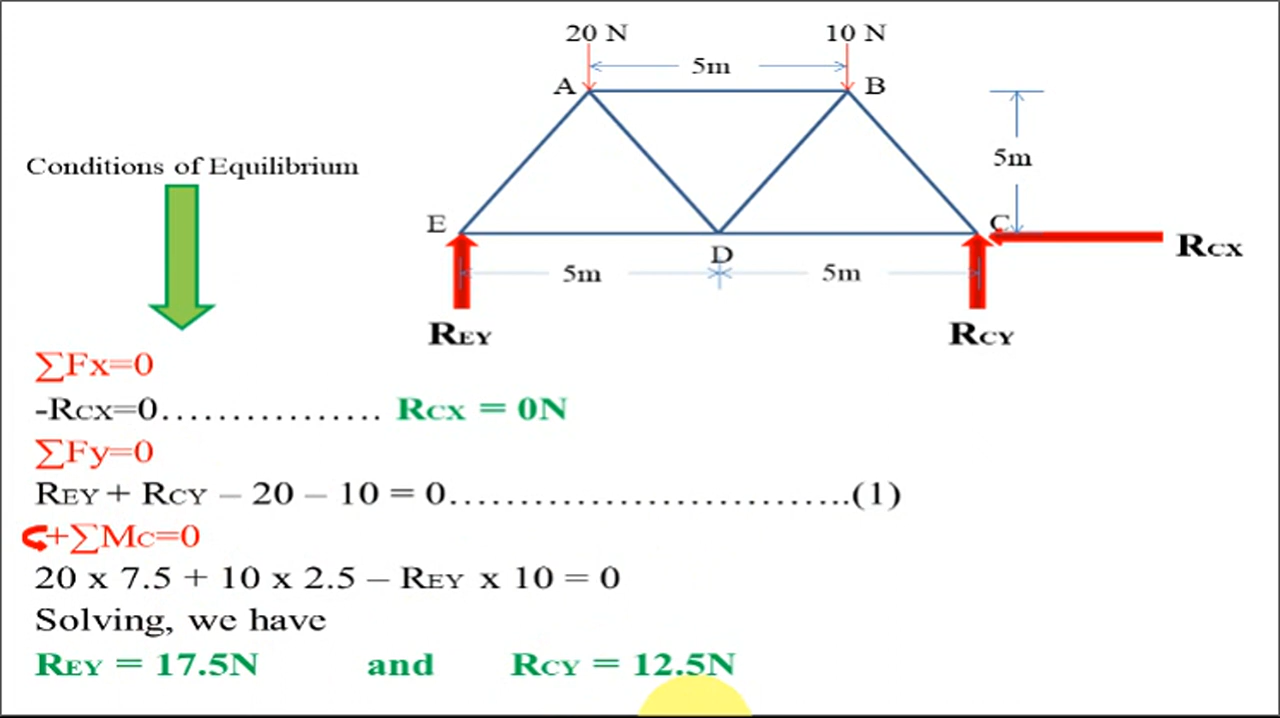 20 N 10 N
5m
A B
Conditions of Equilibrium
5m
E C
RCX
D
5m 5m
REY RCY
∑Fx=0
-RCX=0................ RCX = 0N
∑Fy=0
REY + RCY – 20 – 10 = 0.............................(1)
+∑MC=0
20 x 7.5 + 10 x 2.5 – REY x 10 = 0
Solving, we have
REY = 17.5N and RCY = 12.5N